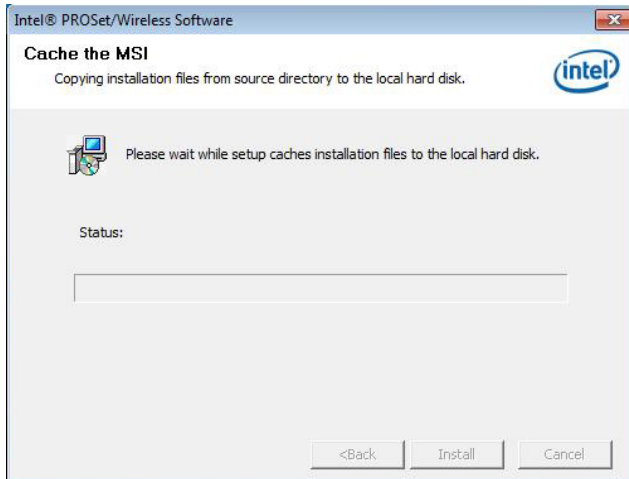 Intel® PROSet/Wireless Software
Cache the MSI
Copying installation files from source directory to the local hard disk.
intel
Please wait while setup caches installation files to the local hard disk.
Status:
<Back
Install
Cancel